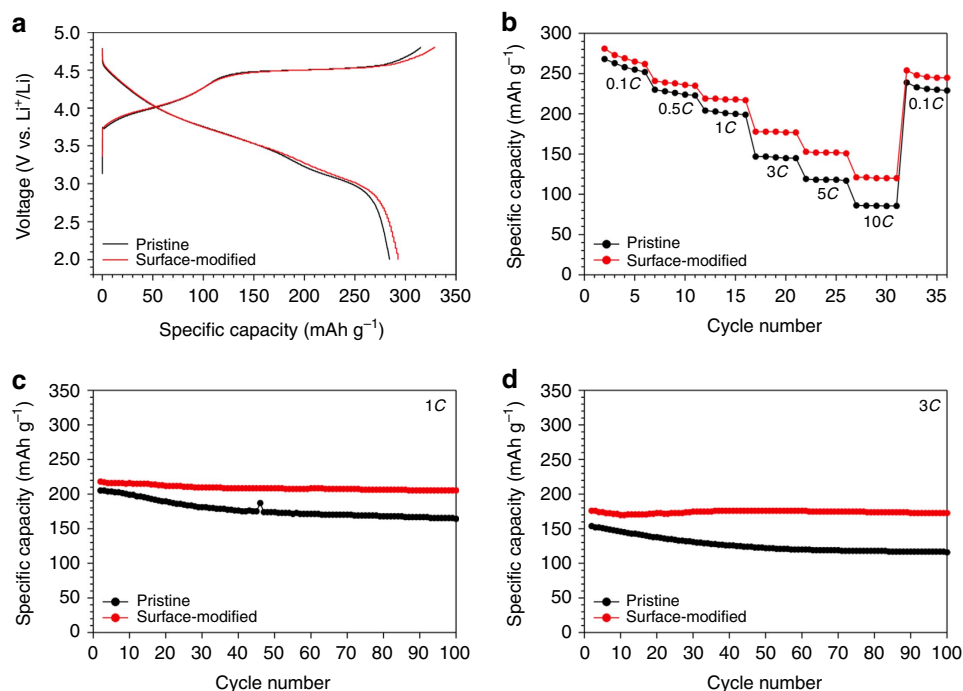 a
Voltage (V vs. Li⁺/Li)
5.0
4.5
4.0
3.5
3.0
2.5
2.0
Pristine
Surface-modified
0 50 100 150 200 250 300 350
Specific capacity (mAh g⁻¹)
b
Specific capacity (mAh g⁻¹)
300
250
200
150
100
50
0
0.1C
0.5C
1C
3C
5C
10C
0.1C
Pristine
Surface-modified
0 5 10 15 20 25 30 35
Cycle number
c
Specific capacity (mAh g⁻¹)
350
300
250
200
150
100
50
0
1C
Pristine
Surface-modified
0 10 20 30 40 50 60 70 80 90 100
Cycle number
d
Specific capacity (mAh g⁻¹)
350
300
250
200
150
100
50
0
3C
Pristine
Surface-modified
0 10 20 30 40 50 60 70 80 90 100
Cycle number